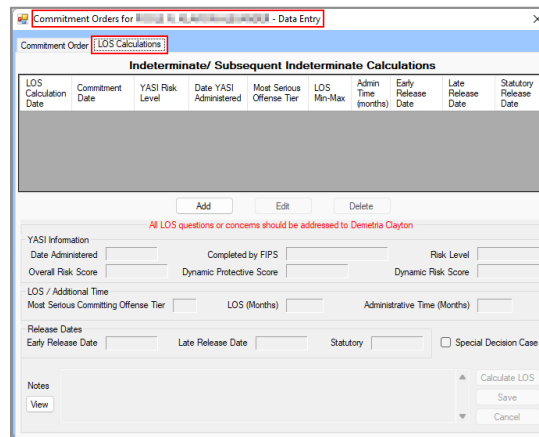 Commitment Orders for - Data Entry
Commitment Order LOS Calculations
Indeterminate/ Subsequent Indeterminate Calculations
LOS Calculation Date Commitment Date YASI Risk Level Date YASI Administered Most Serious Offense Tier LOS Min-Max Admin Time (months) Early Release Date Late Release Date Statutory Release Date
Add Edit Delete
All LOS questions or concerns should be addressed to Demetria Clayton
YASI Information
Date Administered Completed by FIPS Risk Level
Overall Risk Score Dynamic Protective Score Dynamic Risk Score
LOS / Additional Time
Most Serious Committing Offense Tier LOS (Months) Administrative Time (Months)
Release Dates
Early Release Date Late Release Date Statutory Special Decision Case
Notes
View
Calculate LOS
Save
Cancel